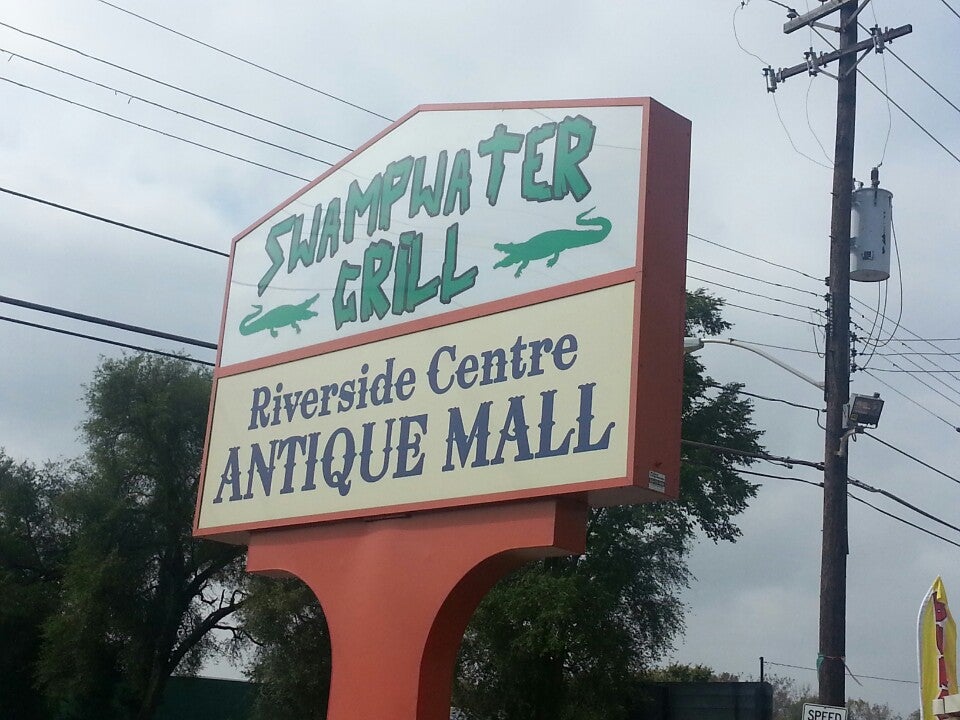 SWAMPWATER
GRILL
Riverside Centre
ANTIQUE MALL
SPEED